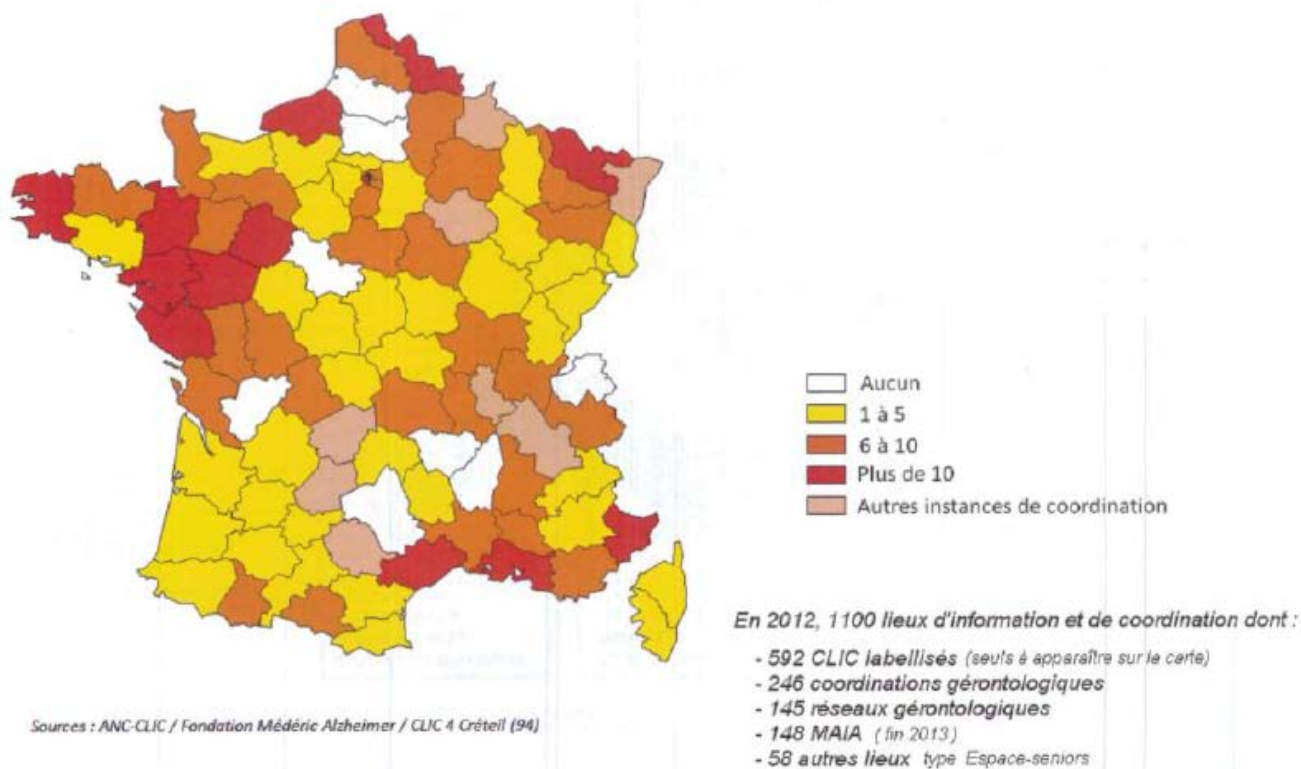 Aucun
1 à 5
6 à 10
Plus de 10
Autres instances de coordination
En 2012, 1100 lieux d'information et de coordination dont :
- 592 CLIC labellisés (seuls à apparaître sur la carte)
- 246 coordinations gérontologiques
- 145 réseaux gérontologiques
- 148 MAIA (fin 2013)
- 58 autres lieux type Espace-seniors
Sources : ANC-CLIC / Fondation Médéric Alzheimer / CLIC 4 Créteil (94)